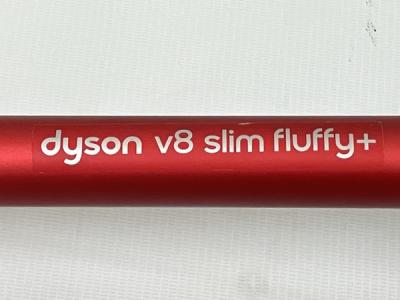 dyson v8 slim fluffy+